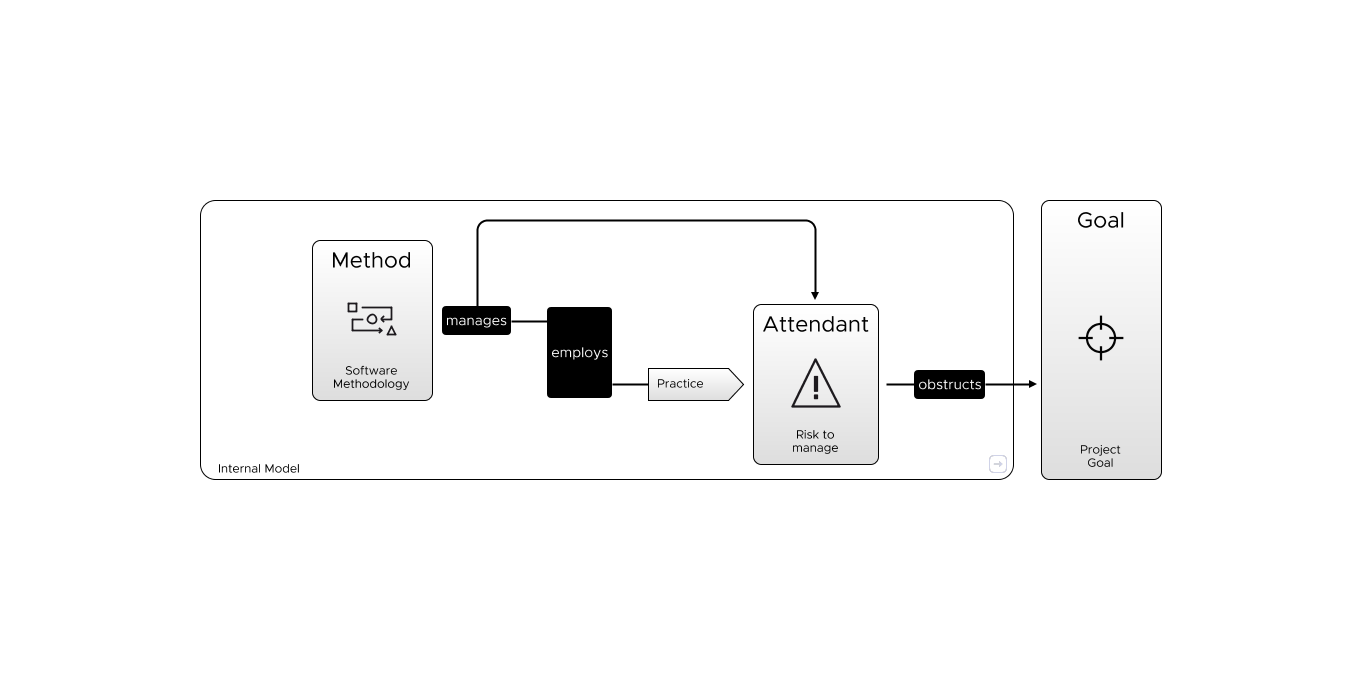 Method
Software
Methodology
manages
employs
Practice
Attendant
Risk to
manage
obstructs
Internal Model
Goal
Project
Goal